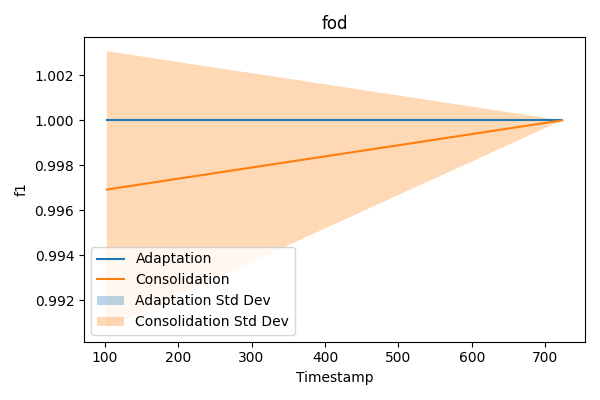 fod
1.002
1.000
0.998
0.996
0.994
0.992
f1
Adaptation
Consolidation
Adaptation Std Dev
Consolidation Std Dev
100 200 300 400 500 600 700
Timestamp